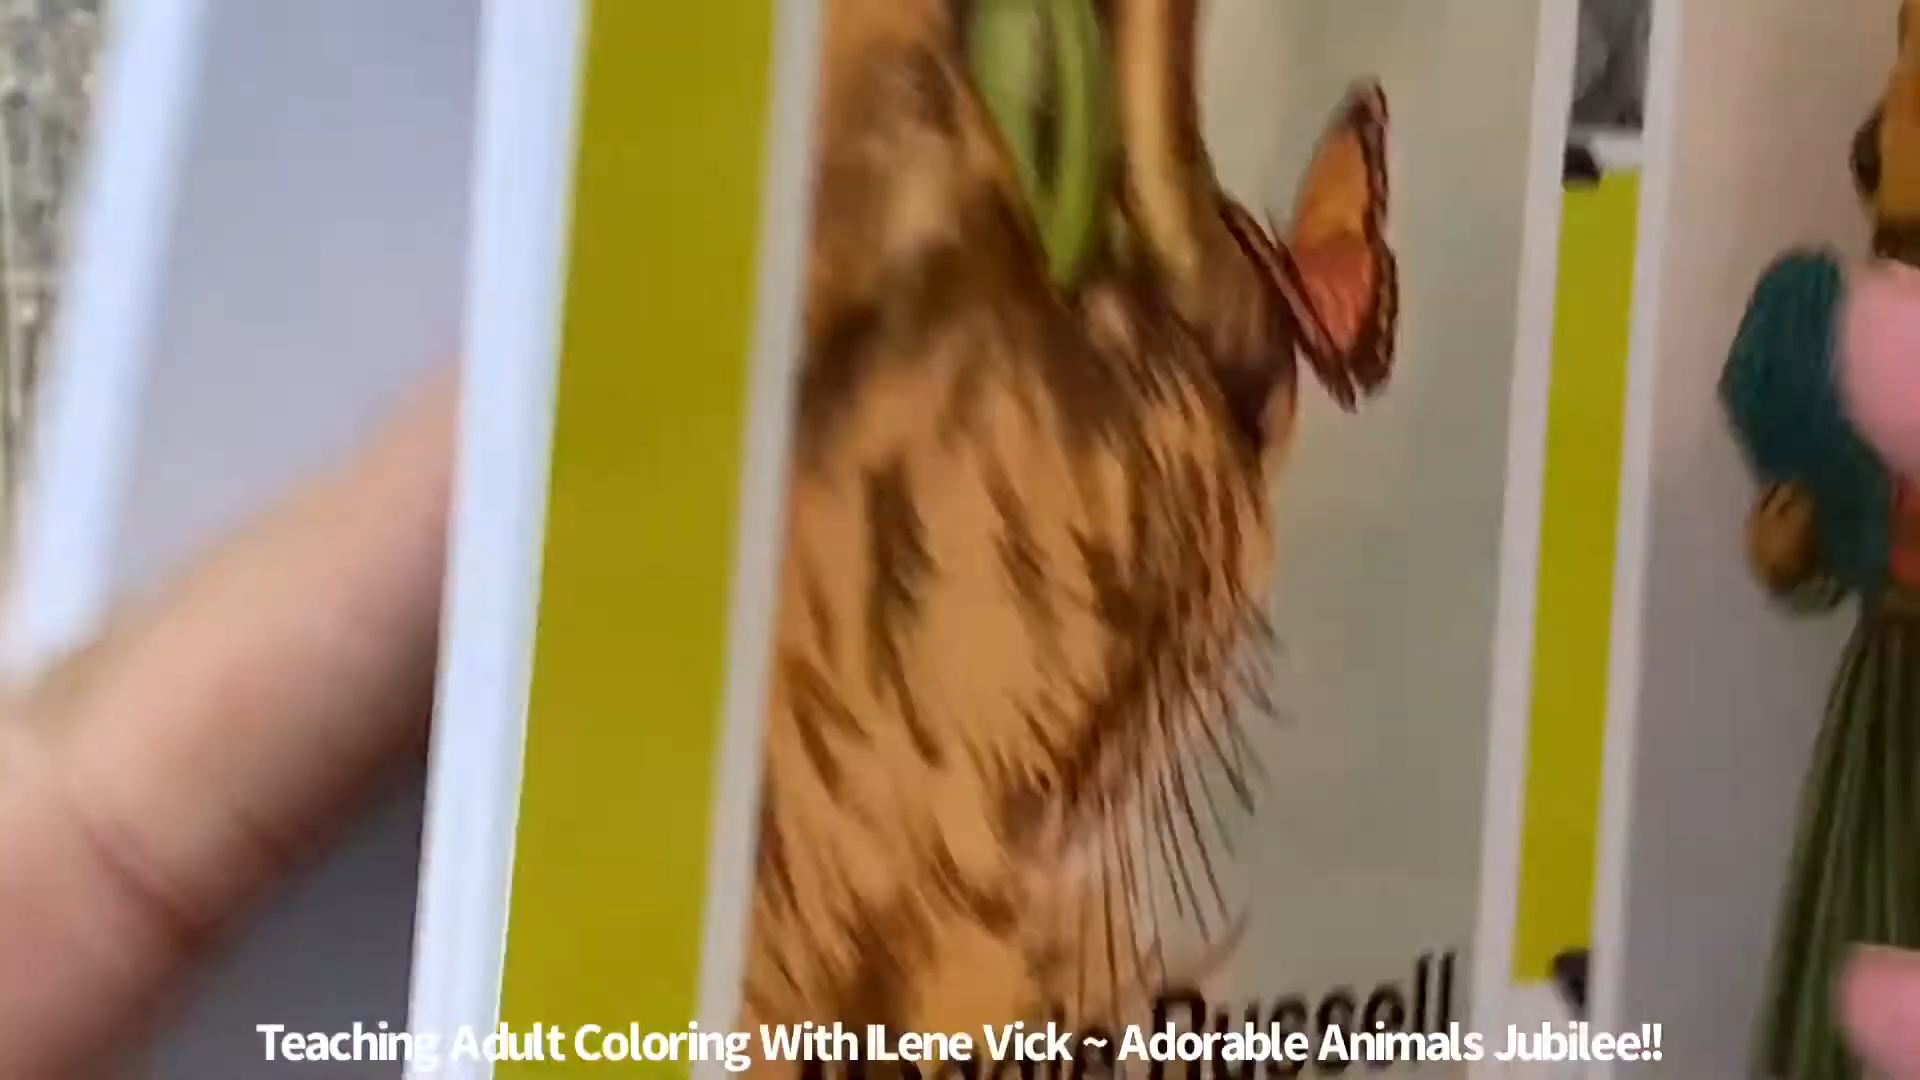 Russell
Teaching Adult Coloring With ILene Vick ~ Adorable Animals Jubilee!!